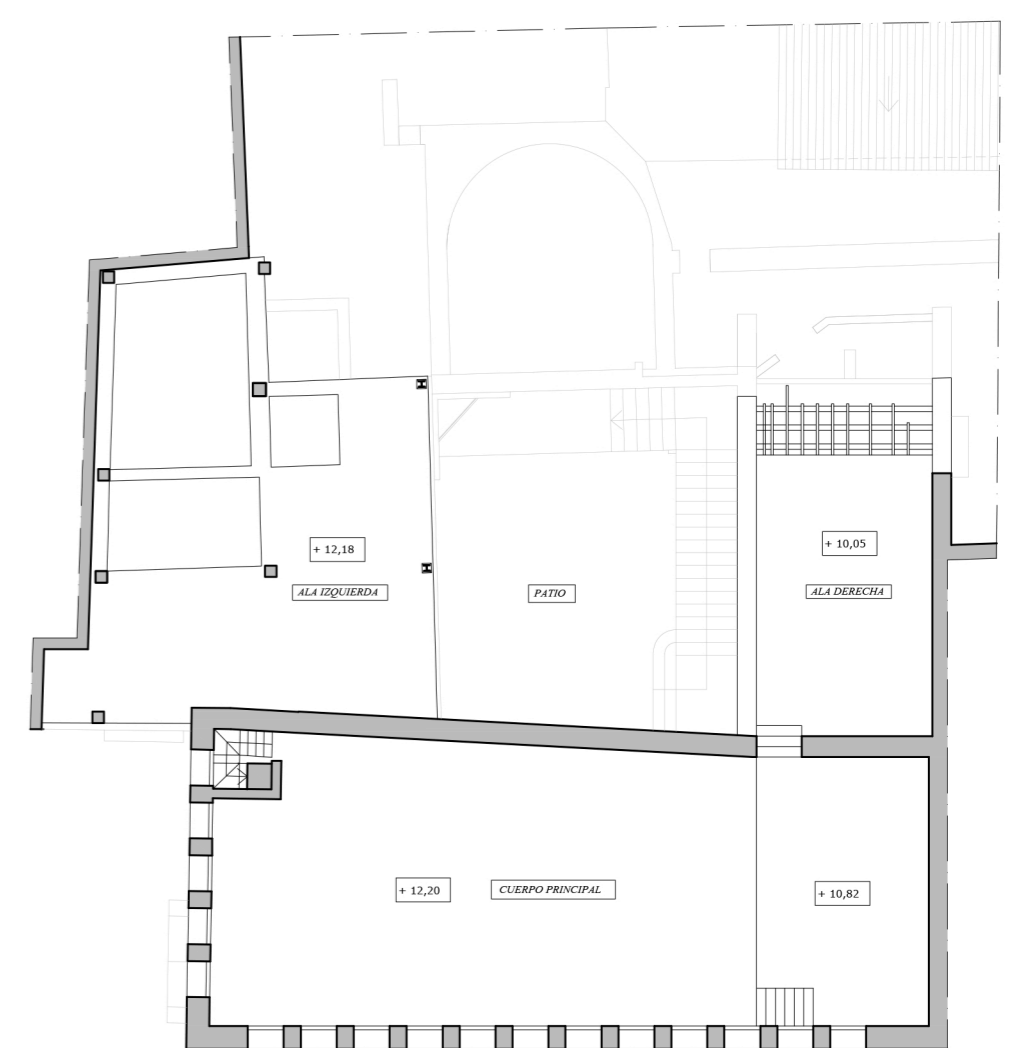 + 12,18
ALA IZQUIERDA
PATIO
+ 10,05
ALA DERECHA
+ 12,20
CUERPO PRINCIPAL
+ 10,82